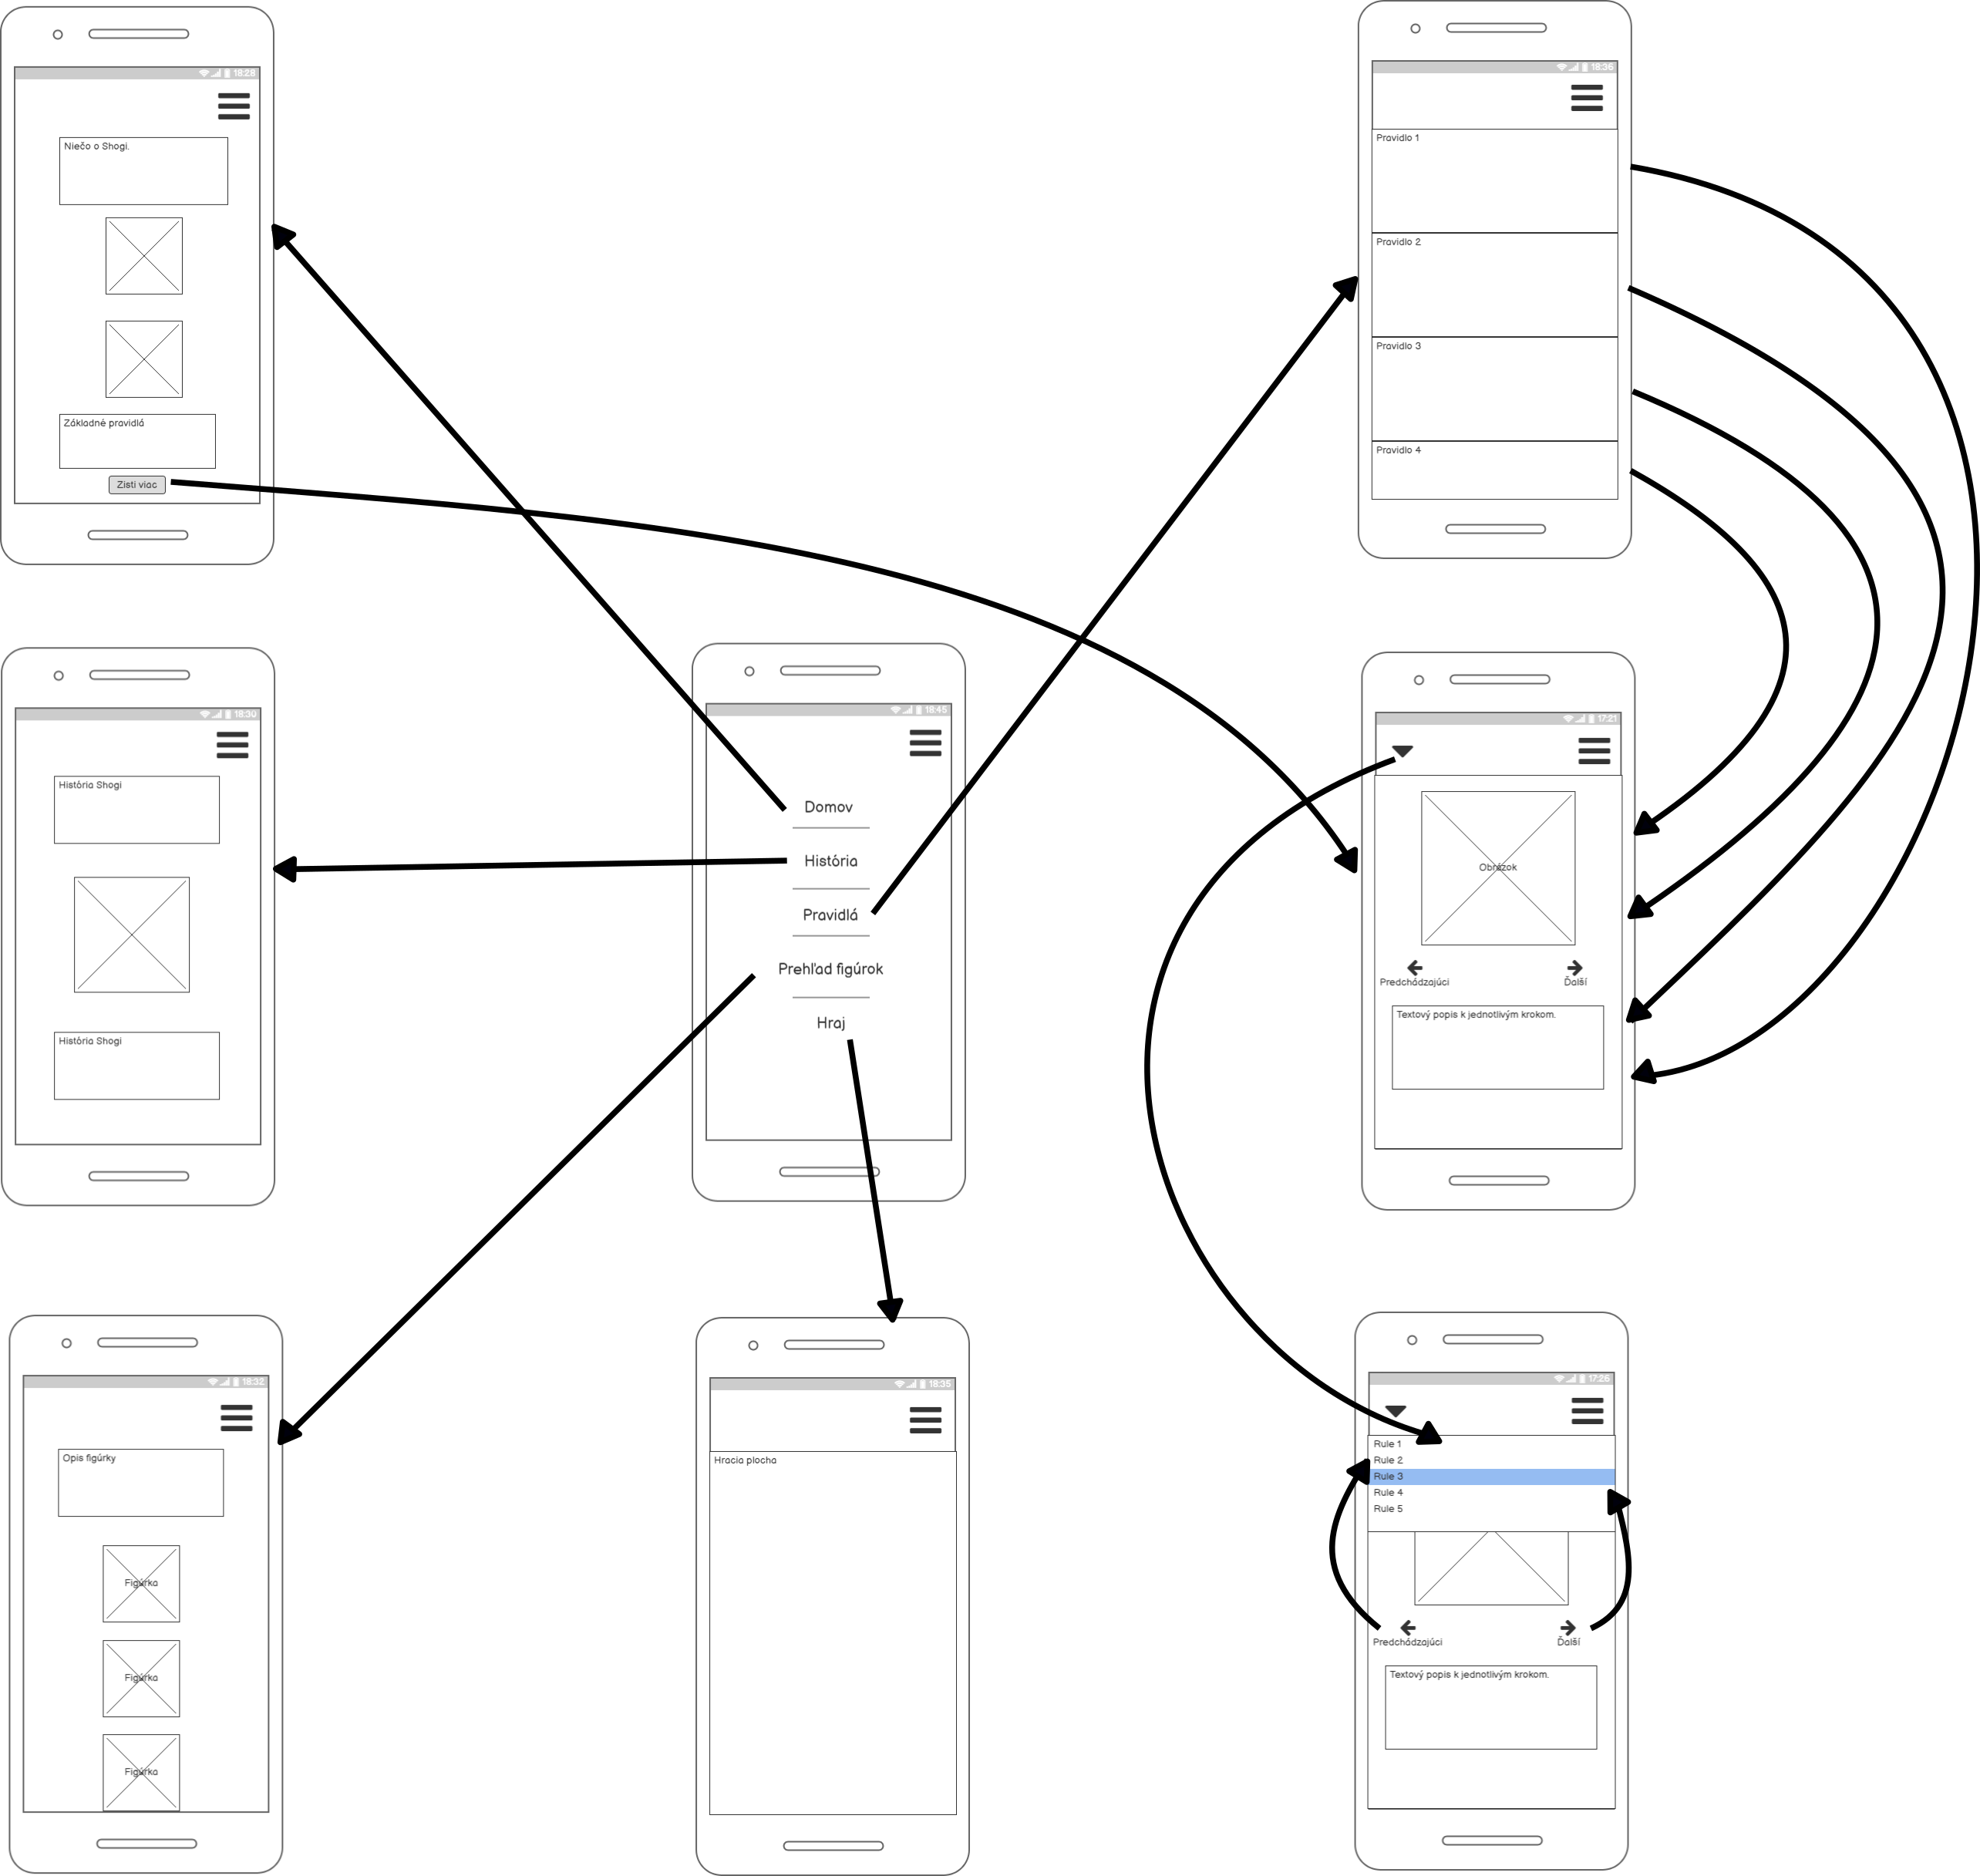 18:28
Niečo o Shogi.
Základné pravidlá
Zisti viac
18:36
Pravidlo 1
Pravidlo 2
Pravidlo 3
Pravidlo 4
18:30
História Shogi
História Shogi
18:46
Domov
História
Pravidlá
Prehľad figúrok
Hraj
17:21
Obrázok
Predchádzajúci
Ďalší
Textový popis k jednotlivým krokom.
18:32
Opis figúrky
Figúrka
Figúrka
Figúrka
18:35
Hracia plocha
17:26
Rule 1
Rule 2
Rule 3
Rule 4
Rule 5
Predchádzajúci
Ďalší
Textový popis k jednotlivým krokom.